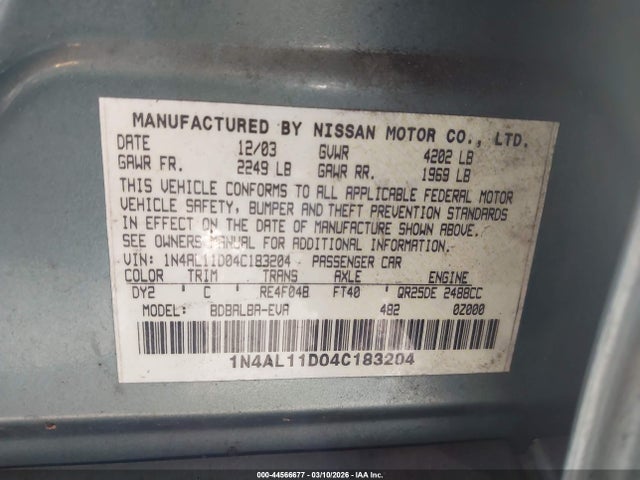 MANUFACTURED BY NISSAN MOTOR CO., LTD.
DATE 12/03 GVWR 4202 LB
GAWR FR. 2249 LB GAWR RR. 1969 LB
THIS VEHICLE CONFORMS TO ALL APPLICABLE FEDERAL MOTOR
VEHICLE SAFETY, BUMPER AND THEFT PREVENTION STANDARDS
IN EFFECT ON THE DATE OF MANUFACTURE SHOWN ABOVE.
SEE OWNERS MANUAL FOR ADDITIONAL INFORMATION.
VIN: 1N4AL11D04C183204 PASSENGER CAR
COLOR TRIM TRANS AXLE ENGINE
DY2 C RE4F04B FT40 QR25DE 2488CC
MODEL: BDBALBA-EVA 482 0Z000
1N4AL11D04C183204
000-44566677 — 03/10/2026 — IAA Inc.